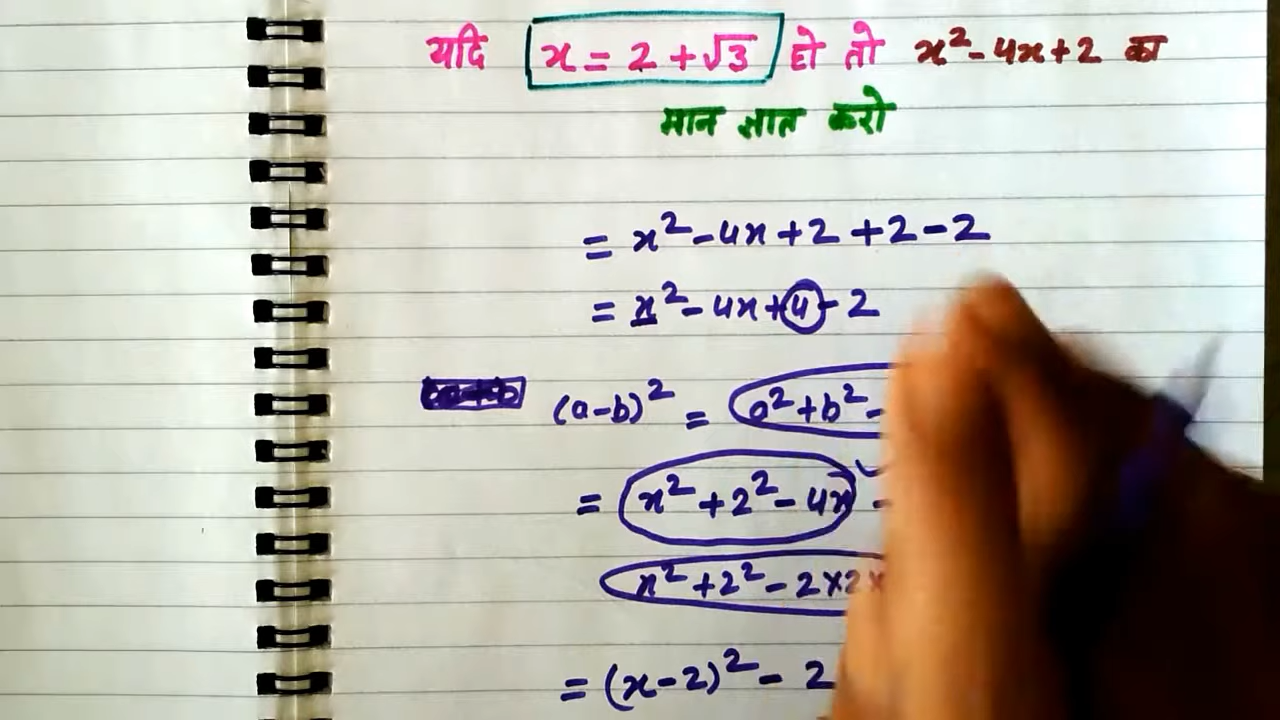 यदि x = 2 + √3 हो तो x² - 4x + 2 का
मान ज्ञात करो
= x² - 4x + 2 + 2 - 2
= x² - 4x + 4 - 2
(a-b)² = a² + b² -
= x² + 2² - 4x -
x² + 2² - 2×2×
= (x-2)² - 2